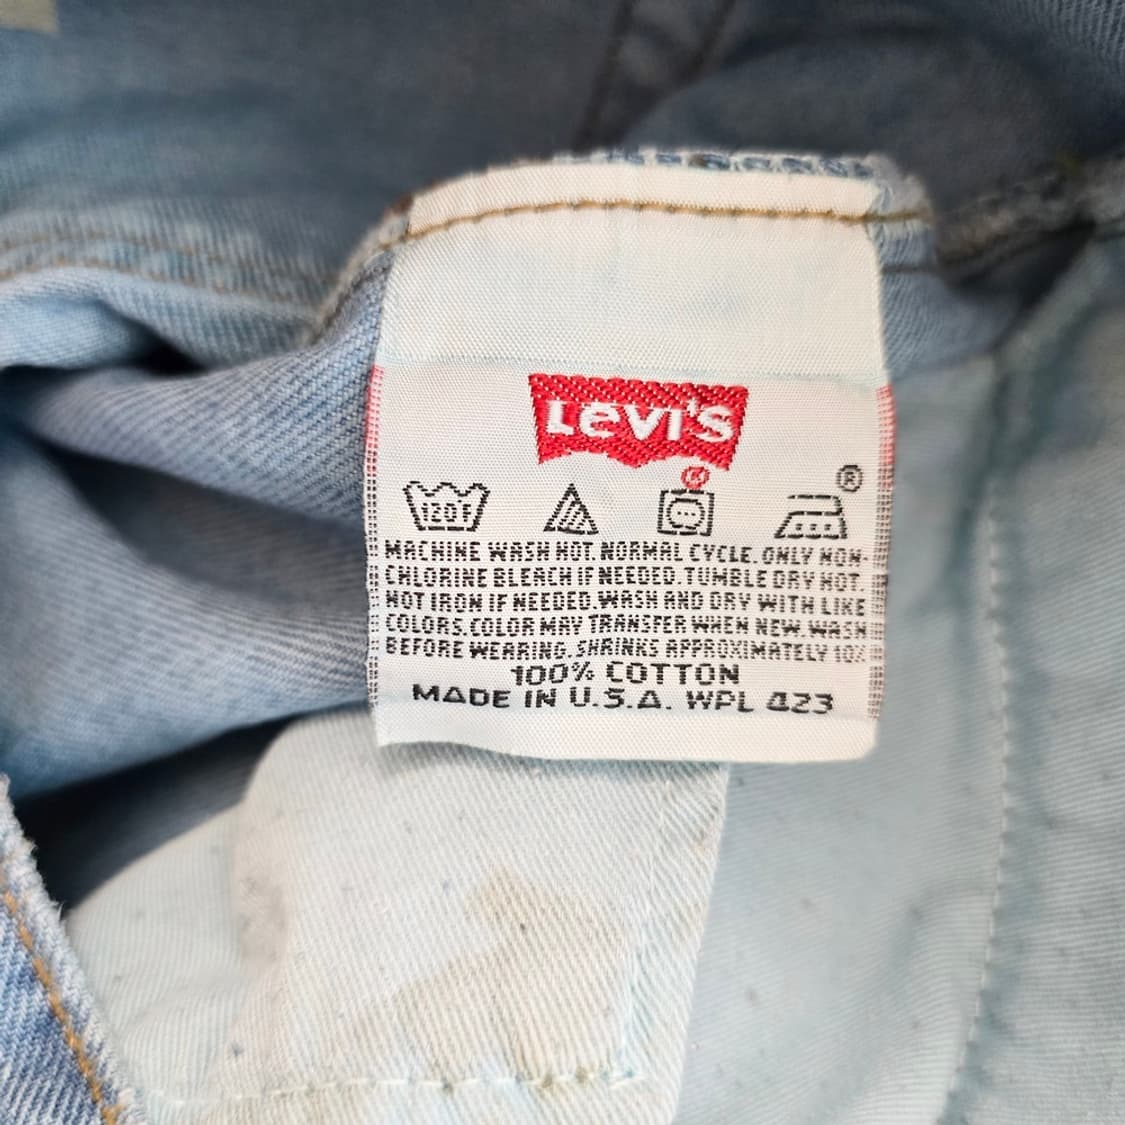 LEVI'S
®
®
120F
MACHINE WASH HOT. NORMAL CYCLE. ONLY NON-
CHLORINE BLEACH IF NEEDED. TUMBLE DRY HOT.
HOT IRON IF NEEDED. WASH AND DRY WITH LIKE
COLORS. COLOR MAY TRANSFER WHEN NEW. WASH
BEFORE WEARING. SHRINKS APPROXIMATELY 10%
100% COTTON
MADE IN U.S.A. WPL 423